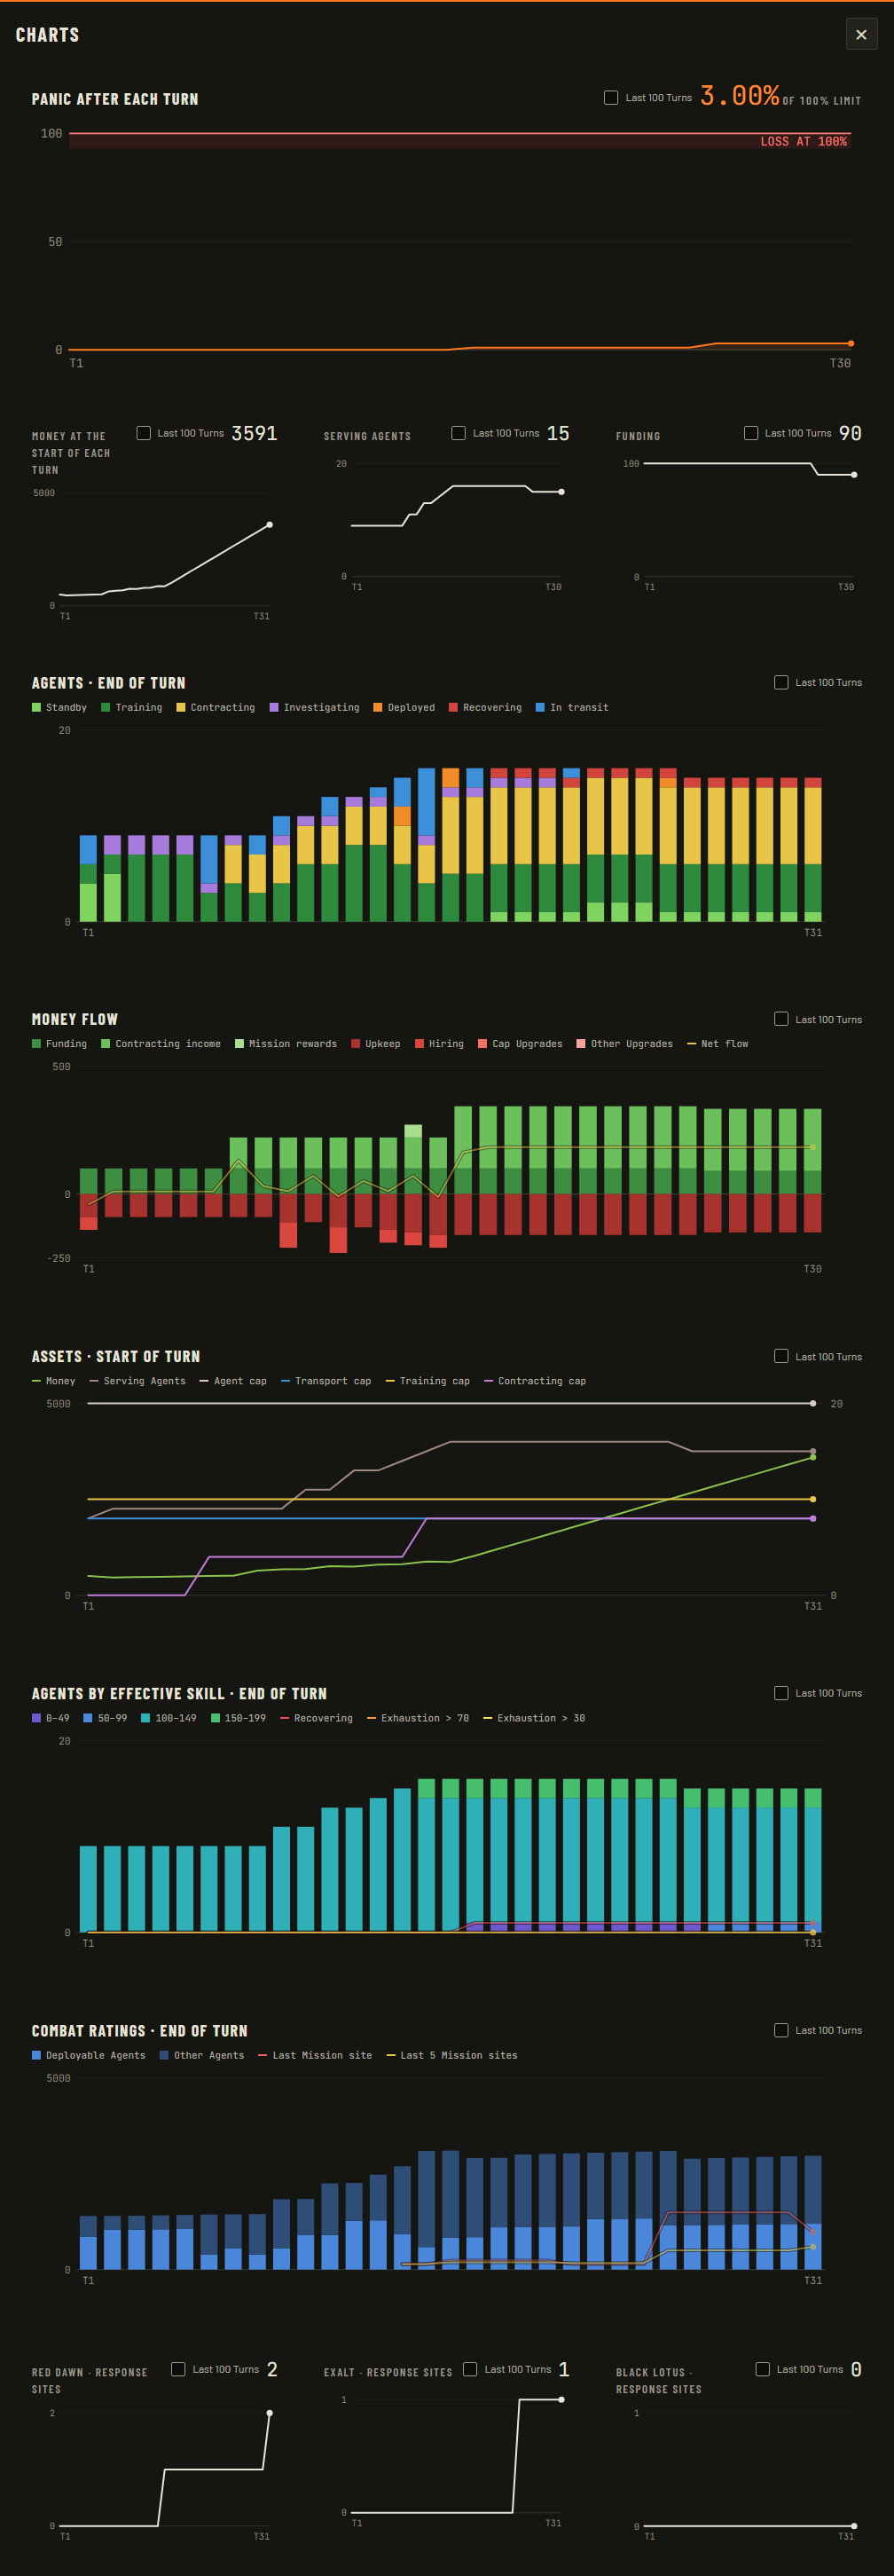 CHARTS
✕
PANIC AFTER EACH TURN
Last 100 Turns 3.00% OF 100% LIMIT
100
LOSS AT 100%
50
0
T1 T30
MONEY AT THE
START OF EACH
TURN
Last 100 Turns 3591
5000
0
T1 T31
SERVING AGENTS
Last 100 Turns 15
20
0
T1 T30
FUNDING
Last 100 Turns 90
100
0
T1 T30
AGENTS · END OF TURN
Last 100 Turns
Standby Training Contracting Investigating Deployed Recovering In transit
20
0
T1 T31
MONEY FLOW
Last 100 Turns
Funding Contracting income Mission rewards Upkeep Hiring Cap Upgrades Other Upgrades Net flow
500
0
-250
T1 T30
ASSETS · START OF TURN
Last 100 Turns
Money Serving Agents Agent cap Transport cap Training cap Contracting cap
5000 20
0 0
T1 T31
AGENTS BY EFFECTIVE SKILL · END OF TURN
Last 100 Turns
0–49 50–99 100–149 150–199 Recovering Exhaustion > 70 Exhaustion > 30
20
0
T1 T31
COMBAT RATINGS · END OF TURN
Last 100 Turns
Deployable Agents Other Agents Last Mission site Last 5 Mission sites
5000
0
T1 T31
RED DAWN · RESPONSE
SITES
Last 100 Turns 2
2
0
T1 T31
EXALT · RESPONSE SITES
Last 100 Turns 1
1
0
T1 T31
BLACK LOTUS ·
RESPONSE SITES
Last 100 Turns 0
1
0
T1 T31